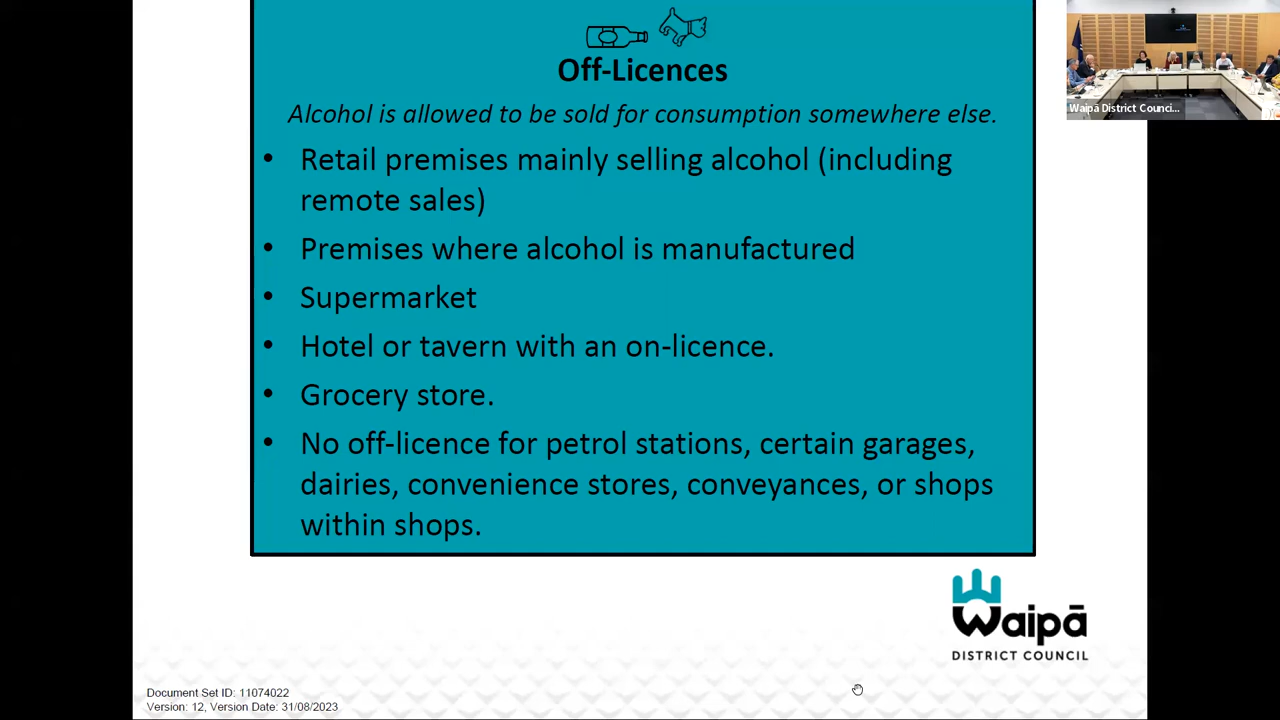 Off-Licences
Alcohol is allowed to be sold for consumption somewhere else.
• Retail premises mainly selling alcohol (including
remote sales)
• Premises where alcohol is manufactured
• Supermarket
• Hotel or tavern with an on-licence.
• Grocery store.
• No off-licence for petrol stations, certain garages,
dairies, convenience stores, conveyances, or shops
within shops.
Waipā
DISTRICT COUNCIL
Document Set ID: 11074022
Version: 12, Version Date: 31/08/2023
Waipā District Counci...